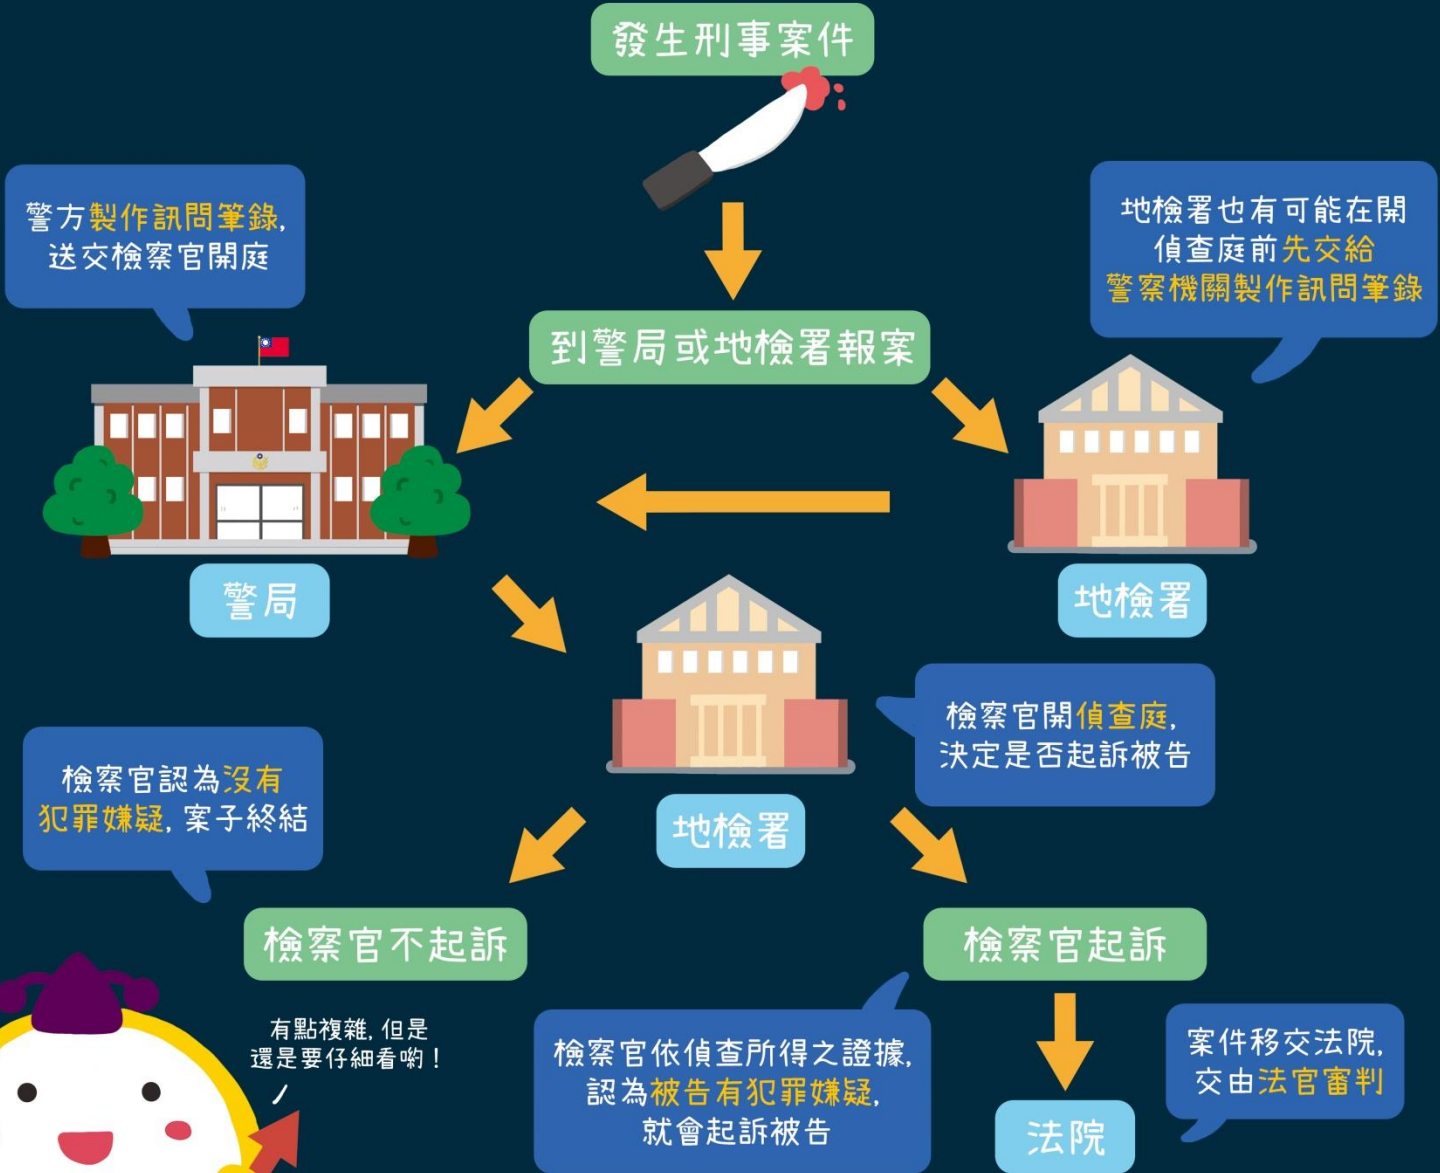 發生刑事案件
警方製作訊問筆錄,
送交檢察官開庭
地檢署也有可能在開
偵查庭前先交給
警察機關製作訊問筆錄
到警局或地檢署報案
警局
地檢署
檢察官開偵查庭,
決定是否起訴被告
地檢署
檢察官認為沒有
犯罪嫌疑, 案子終結
檢察官不起訴
檢察官起訴
有點複雜, 但是
還是要仔細看喲!
檢察官依偵查所得之證據,
認為被告有犯罪嫌疑,
就會起訴被告
案件移交法院,
交由法官審判
法院